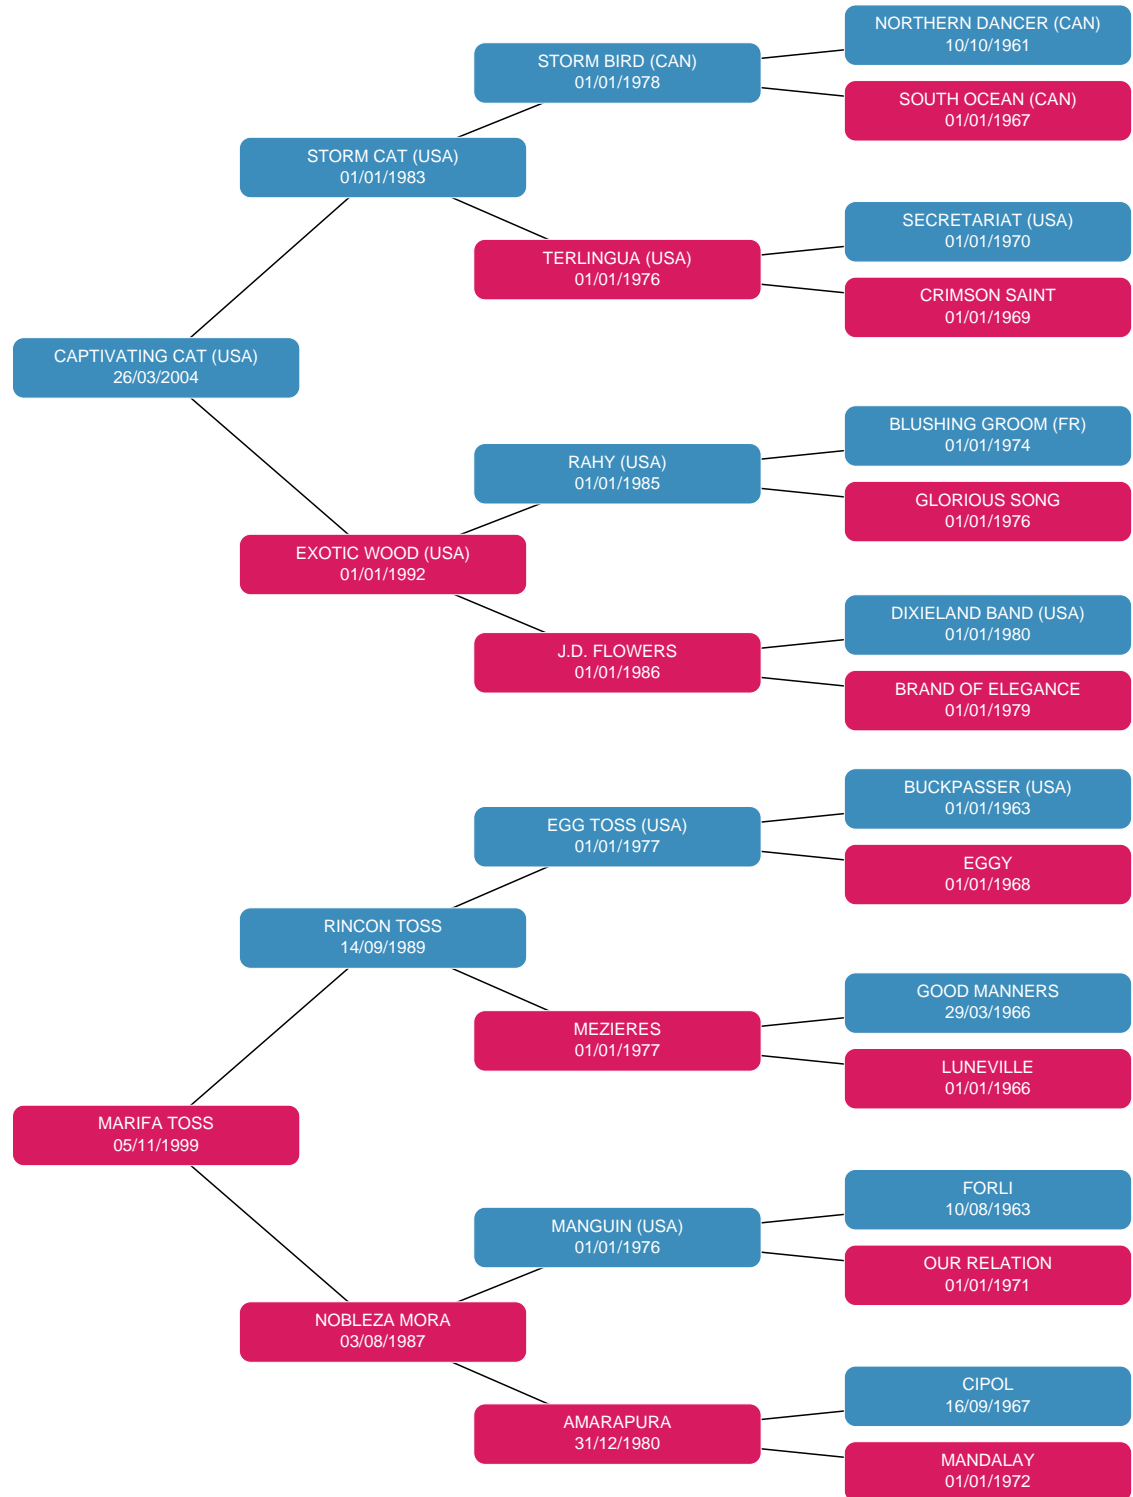 NORTHERN DANCER (CAN)
10/10/1961
STORM BIRD (CAN)
01/01/1978
SOUTH OCEAN (CAN)
01/01/1967
STORM CAT (USA)
01/01/1983
SECRETARIAT (USA)
01/01/1970
TERLINGUA (USA)
01/01/1976
CRIMSON SAINT
01/01/1969
CAPTIVATING CAT (USA)
26/03/2004
BLUSHING GROOM (FR)
01/01/1974
RAHY (USA)
01/01/1985
GLORIOUS SONG
01/01/1976
EXOTIC WOOD (USA)
01/01/1992
DIXIELAND BAND (USA)
01/01/1980
J.D. FLOWERS
01/01/1986
BRAND OF ELEGANCE
01/01/1979
BUCKPASSER (USA)
01/01/1963
EGG TOSS (USA)
01/01/1977
EGGY
01/01/1968
RINCON TOSS
14/09/1989
GOOD MANNERS
29/03/1966
MEZIERES
01/01/1977
LUNEVILLE
01/01/1966
MARIFA TOSS
05/11/1999
FORLI
10/08/1963
MANGUIN (USA)
01/01/1976
OUR RELATION
01/01/1971
NOBLEZA MORA
03/08/1987
CIPOL
16/09/1967
AMARAPURA
31/12/1980
MANDALAY
01/01/1972